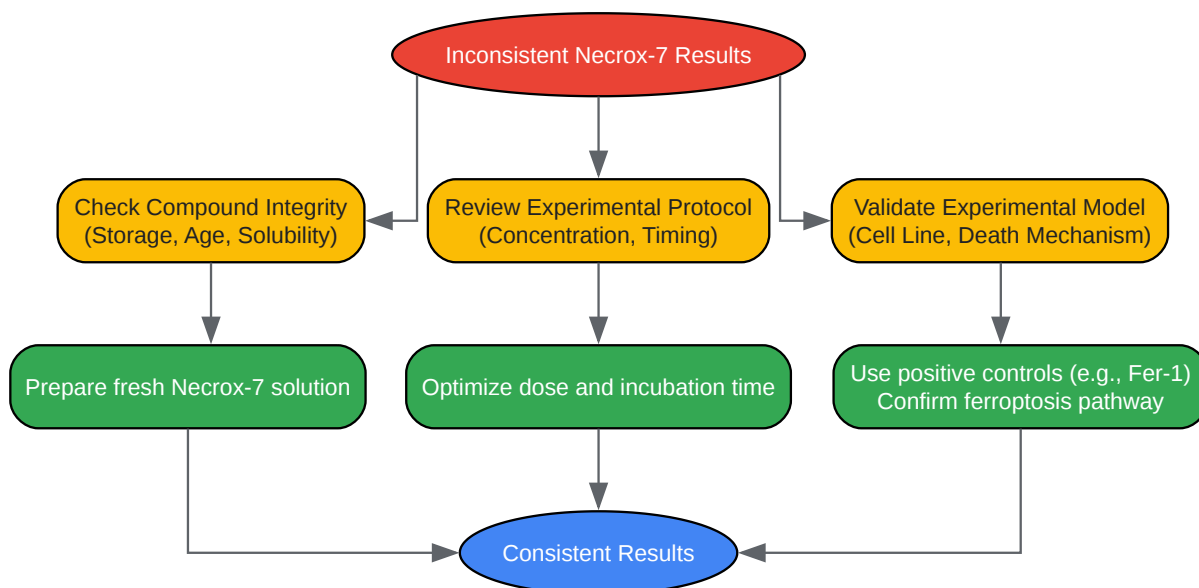 Inconsistent Necrox-7 Results
Check Compound Integrity
(Storage, Age, Solubility)
Review Experimental Protocol
(Concentration, Timing)
Validate Experimental Model
(Cell Line, Death Mechanism)
Prepare fresh Necrox-7 solution
Optimize dose and incubation time
Use positive controls (e.g., Fer-1)
Confirm ferroptosis pathway
Consistent Results